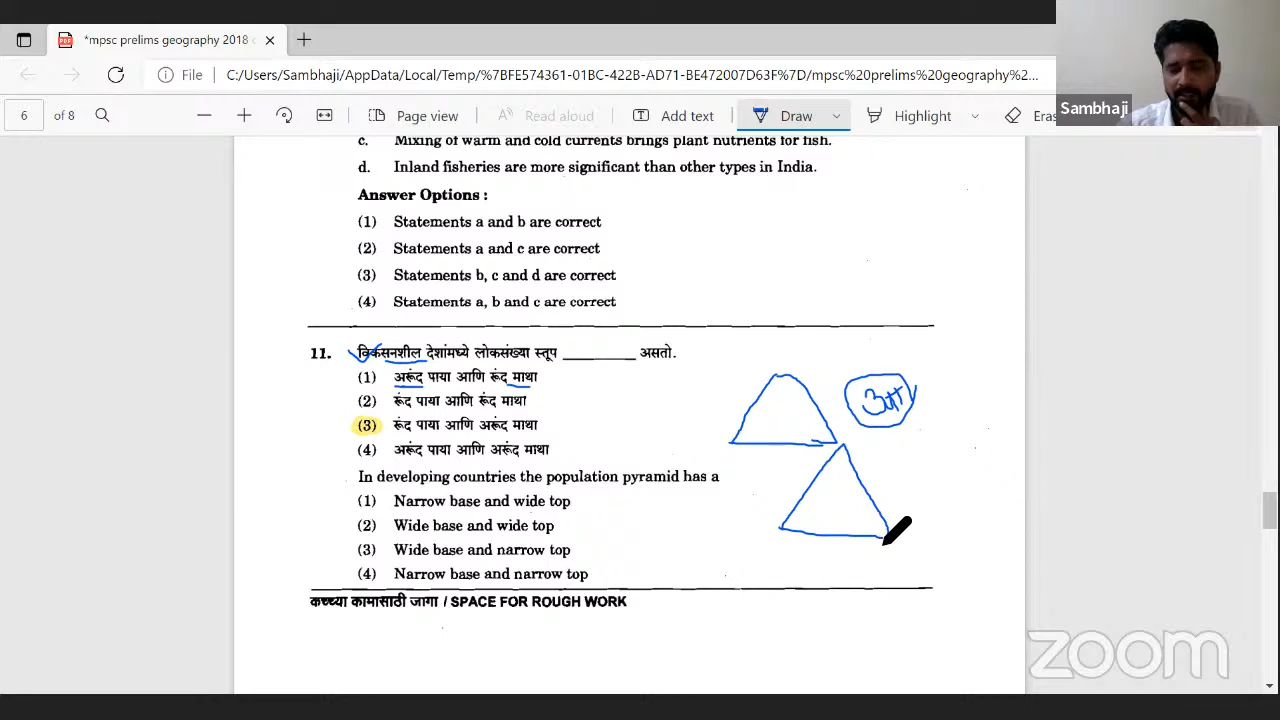 *mpsc prelims geography 2018
File C:/Users/Sambhaji/AppData/Local/Temp/%7BFE574361-01BC-422B-AD71-BE472007D63F%7D/mpsc%20prelims%20geography%2...
6 of 8 Page view Read aloud Add text Draw Highlight Eras
Sambhaji
c. Mixing of warm and cold currents brings plant nutrients for fish.
d. Inland fisheries are more significant than other types in India.
Answer Options :
(1) Statements a and b are correct
(2) Statements a and c are correct
(3) Statements b, c and d are correct
(4) Statements a, b and c are correct
11. विकसनशील देशांमध्ये लोकसंख्या स्तूप ________ असतो.
(1) अरूंद पाया आणि रूंद माथा
(2) रूंद पाया आणि रूंद माथा
(3) रूंद पाया आणि अरूंद माथा
(4) अरूंद पाया आणि अरूंद माथा
In developing countries the population pyramid has a
(1) Narrow base and wide top
(2) Wide base and wide top
(3) Wide base and narrow top
(4) Narrow base and narrow top
कच्च्या कामासाठी जागा / SPACE FOR ROUGH WORK
zoom